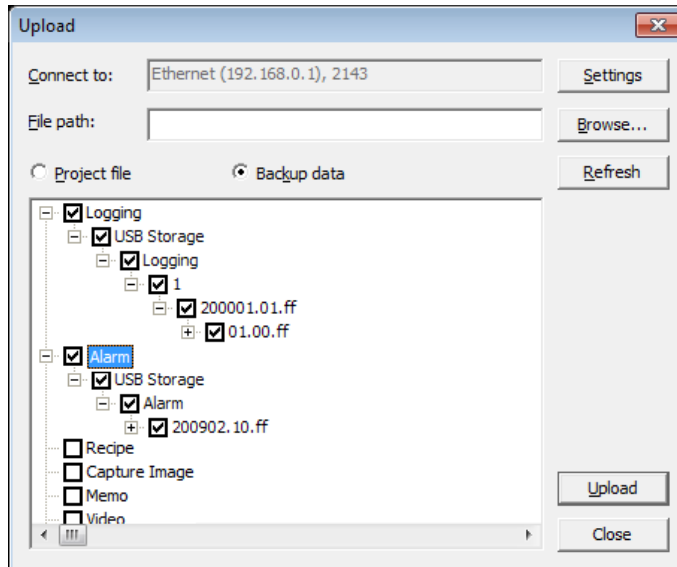 Upload
Connect to: Ethernet (192.168.0.1), 2143 Settings
File path: Browse...
Project file Backup data Refresh
Logging
USB Storage
Logging
1
200001.01.ff
01.00.ff
Alarm
USB Storage
Alarm
200902.10.ff
Recipe
Capture Image
Memo
Video
Upload
Close